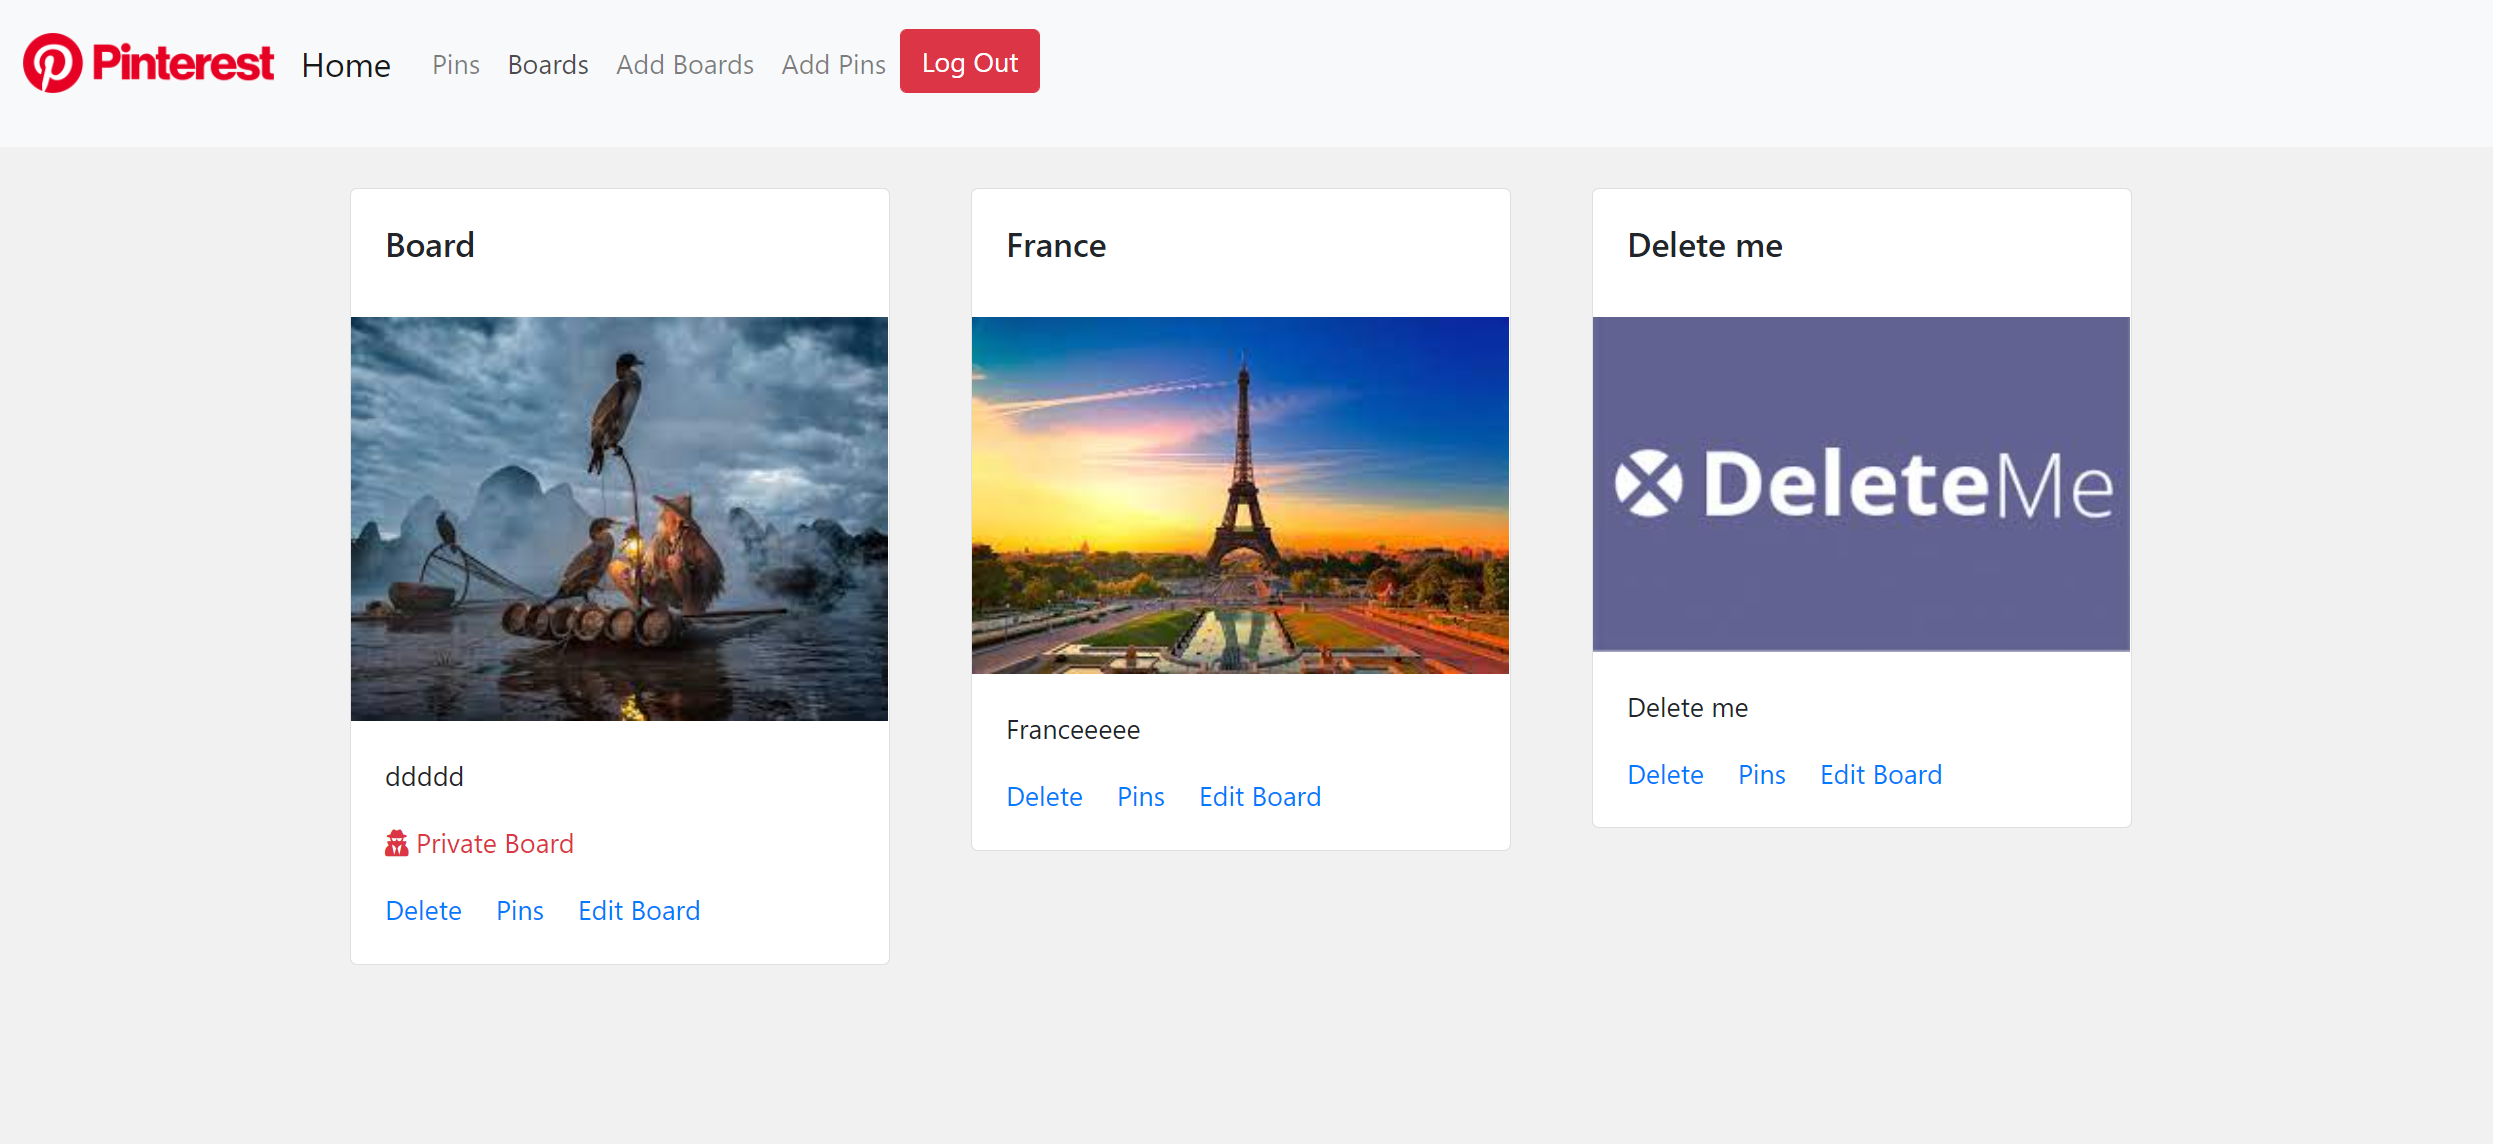 Pinterest Home Pins Boards Add Boards Add Pins Log Out
Board
ddddd
Private Board
Delete Pins Edit Board
France
Franceeeee
Delete Pins Edit Board
Delete me
DeleteMe
Delete me
Delete Pins Edit Board